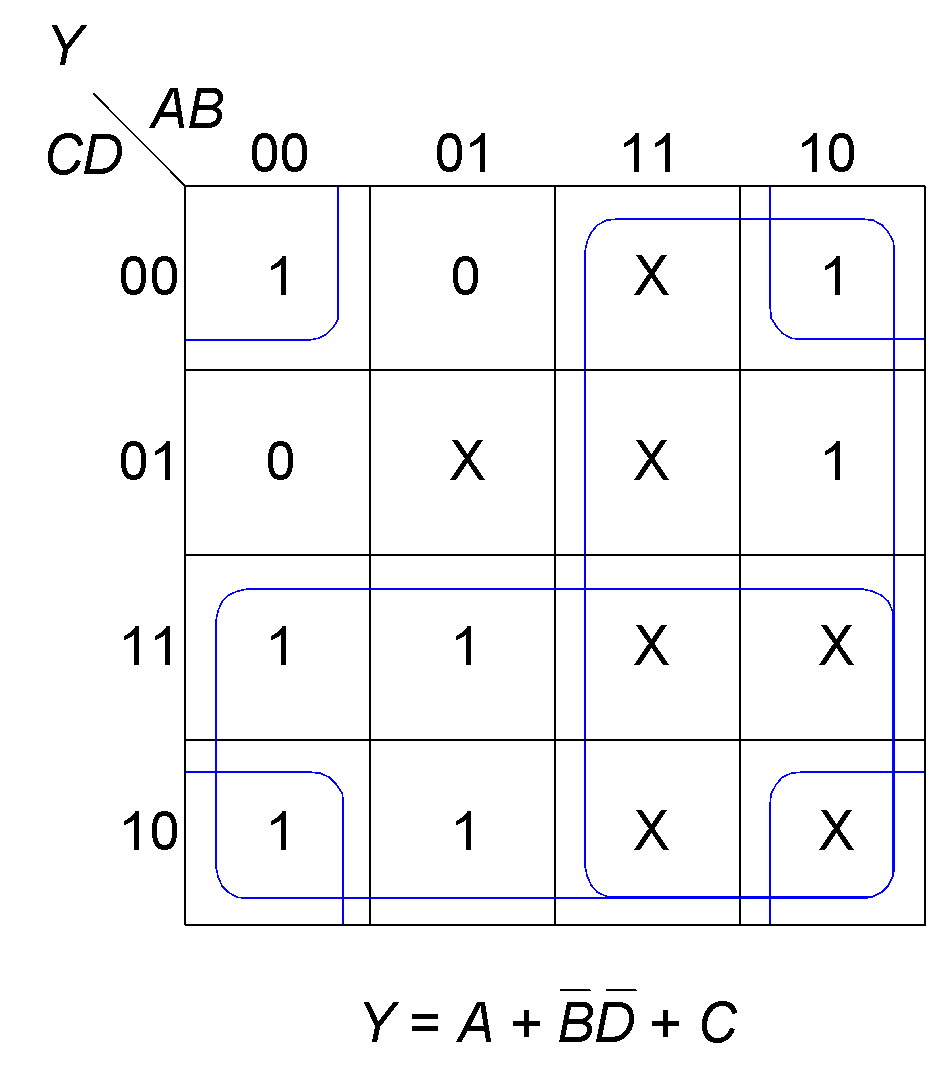 Y
AB
CD 00 01 11 10
00 1 0 X 1
01 0 X X 1
11 1 1 X X
10 1 1 X X
Y = A + B̅D̅ + C